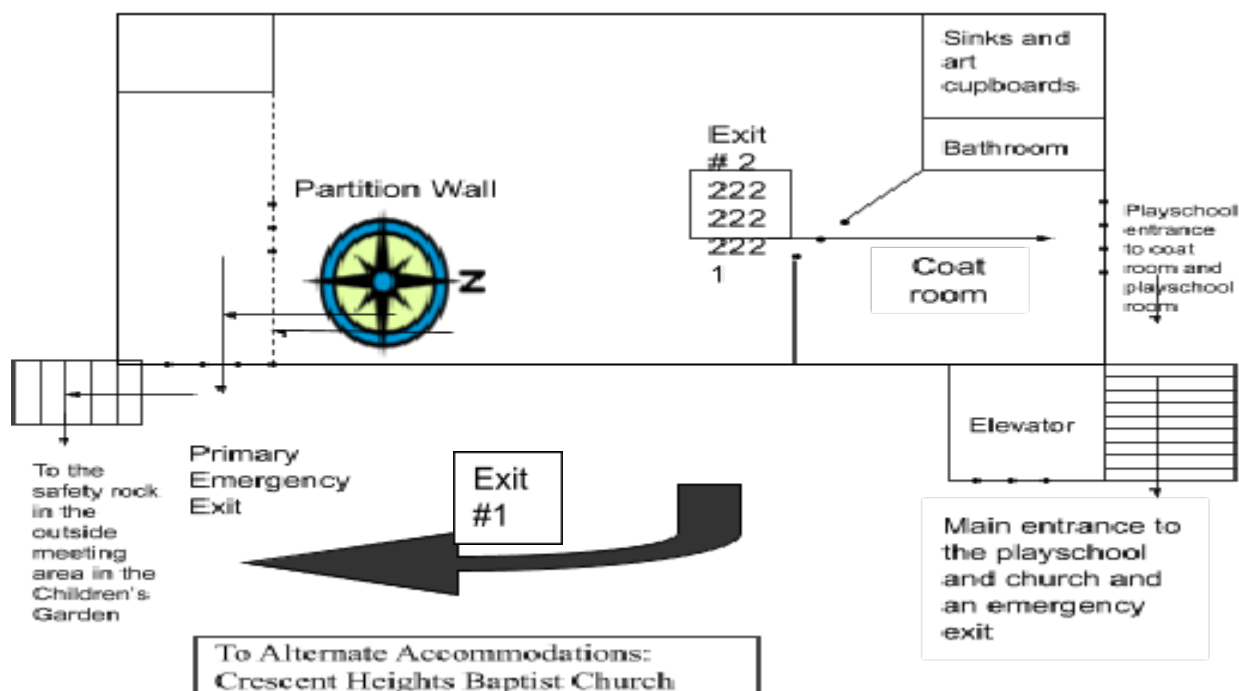 Sinks and
art
cupboards
Bathroom
Exit
# 2
222
222
222
1
Partition Wall
N
Coat
room
Playschool
entrance
to coat
room and
playschool
room
Elevator
Primary
Emergency
Exit
Exit
#1
To the
safety rock
in the
outside
meeting
area in the
Children's
Garden
Main entrance to
the playschool
and church and
an emergency
exit
To Alternate Accommodations:
Crescent Heights Baptist Church